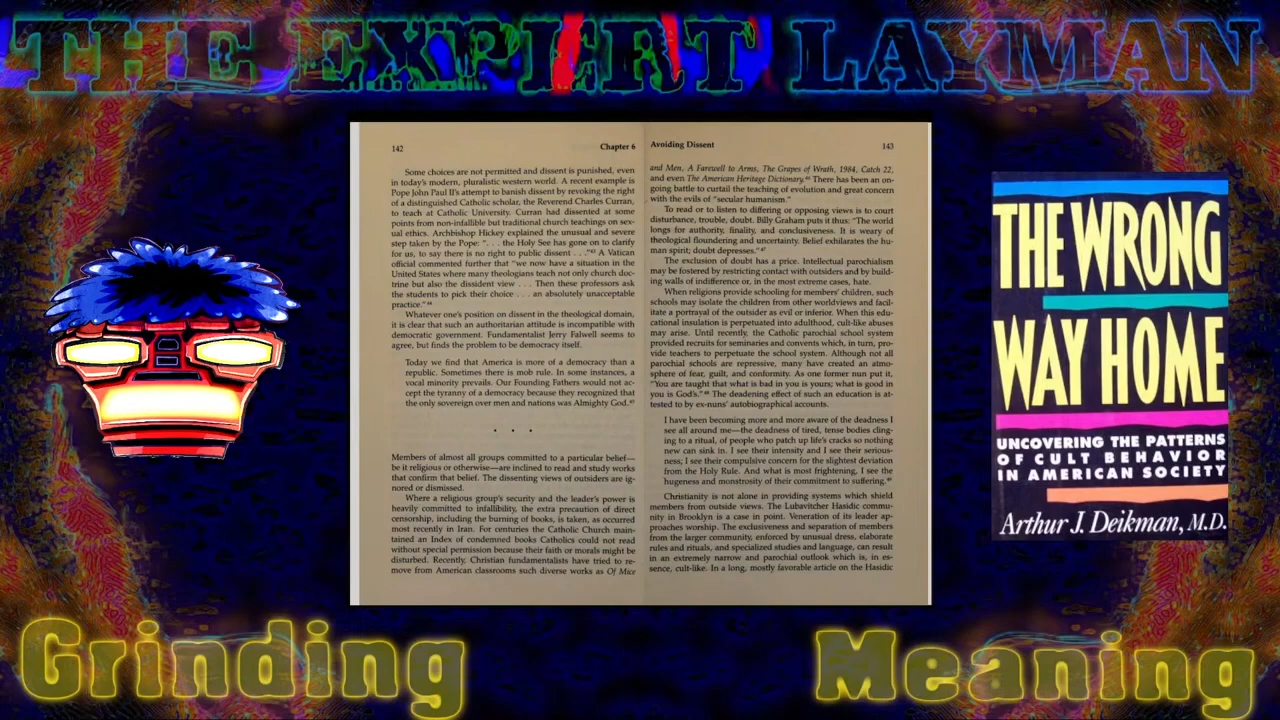 THE EXPERT LAYMAN
142
Chapter 6
Some choices are not permitted and dissent is punished, even
in today's modern, pluralistic western world. A recent example is
Pope John Paul II's attempt to banish dissent by revoking the right
of a distinguished Catholic scholar, the Reverend Charles Curran,
to teach at Catholic University. Curran had dissented at some
points from non-infallible but traditional church teachings on sex-
ual ethics. Archbishop Hickey explained the unusual and severe
step taken by the Pope: ". . . the Holy See has gone on to clarify
for us, to say there is no right to public dissent . . ."
A Vatican
official commented further that "we now have a situation in the
United States where many theologians teach not only church doc-
trine but also the dissident view . . . Then these professors ask
the students to pick their choice . . . an absolutely unacceptable
practice."
Whatever one's position on dissent in the theological domain,
it is clear that such an authoritarian attitude is incompatible with
democratic government. Fundamentalist Jerry Falwell seems to
agree, but finds the problem to be democracy itself.
Today we find that America is more of a democracy than a
republic. Sometimes there is mob rule. In some instances, a
vocal minority prevails. Our Founding Fathers would not ac-
cept the tyranny of a democracy because they recognized that
the only sovereign over men and nations was Almighty God.
. . .
Members of almost all groups committed to a particular belief—
be it religious or otherwise—are inclined to read and study works
that confirm that belief. The dissenting views of outsiders are ig-
nored or dismissed.
Where a religious group's security and the leader's power is
heavily committed to infallibility, the extra precaution of direct
censorship, including the burning of books, is taken, as occurred
most recently in Iran. For centuries the Catholic Church main-
tained an Index of condemned books Catholics could not read
without special permission because their faith or morals might be
disturbed. Recently, Christian fundamentalists have tried to re-
move from American classrooms such diverse works as Of Mice
Avoiding Dissent
143
and Men, A Farewell to Arms, The Grapes of Wrath, 1984, Catch 22,
and even The American Heritage Dictionary. There has been an on-
going battle to curtail the teaching of evolution and great concern
with the evils of "secular humanism."
To read or to listen to differing or opposing views is to court
disturbance, trouble, doubt. Billy Graham puts it thus: "The world
longs for authority, finality, and conclusiveness. It is weary of
theological floundering and uncertainty. Belief exhilarates the hu-
man spirit; doubt depresses."
The exclusion of doubt has a price. Intellectual parochialism
may be fostered by restricting contact with outsiders and by build-
ing walls of indifference or, in the most extreme cases, hate.
When religions provide schooling for members' children, such
schools may isolate the children from other worldviews and facil-
itate a portrayal of the outsider as evil or inferior. When this edu-
cational insulation is perpetuated into adulthood, cult-like abuses
may arise. Until recently, the Catholic parochial school system
provided recruits for seminaries and convents which, in turn, pro-
vide teachers to perpetuate the school system. Although not all
parochial schools are repressive, many have created an atmo-
sphere of fear, guilt, and conformity. As one former nun put it,
"You are taught that what is bad in you is yours; what is good in
you is God's." The deadening effect of such an education is at-
tested to by ex-nuns' autobiographical accounts.
I have been becoming more and more aware of the deadness I
see all around me—the deadness of tired, tense bodies cling-
ing to a ritual, of people who patch up life's cracks so nothing
new can sink in. I see their intensity and I see their serious-
ness; I see their compulsive concern for the slightest deviation
from the Holy Rule. And what is most frightening, I see the
hugeness and monstrosity of their commitment to suffering.
Christianity is not alone in providing systems which shield
members from outside views. The Lubavitcher Hasidic commu-
nity in Brooklyn is a case in point. Veneration of its leader ap-
proaches worship. The exclusiveness and separation of members
from the larger community, enforced by unusual dress, elaborate
rules and rituals, and specialized studies and language, can result
in an extremely narrow and parochial outlook which is, in es-
sence, cult-like. In a long, mostly favorable article on the Hasidic
THE WRONG
WAY HOME
UNCOVERING THE PATTERNS
OF CULT BEHAVIOR
IN AMERICAN SOCIETY
Arthur J. Deikman, M.D.
Grinding
Meaning